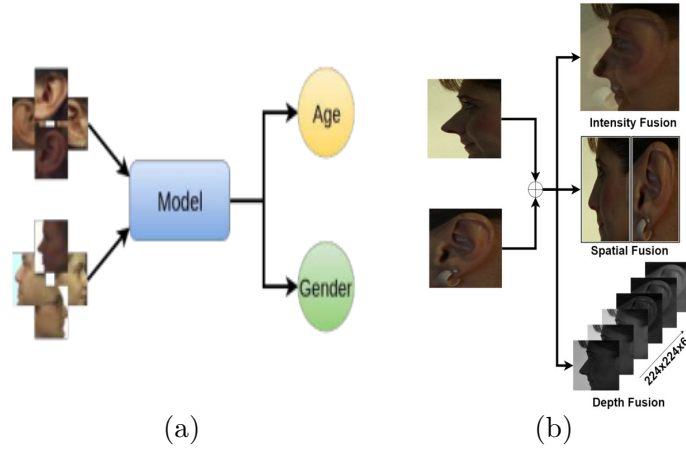 Age
Model
Gender
(a)
Intensity Fusion
Spatial Fusion
224x224x6
Depth Fusion
(b)